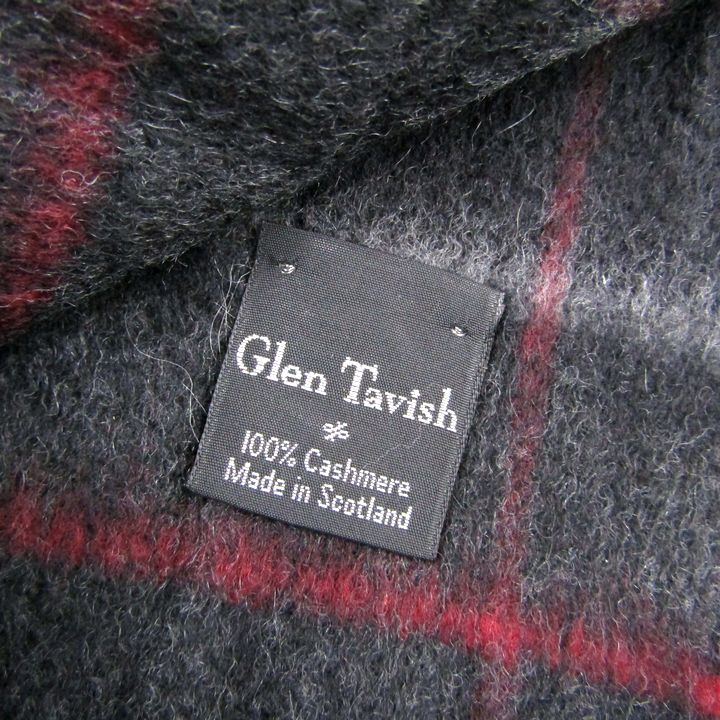 Glen Tavish
100% Cashmere
Made in Scotland